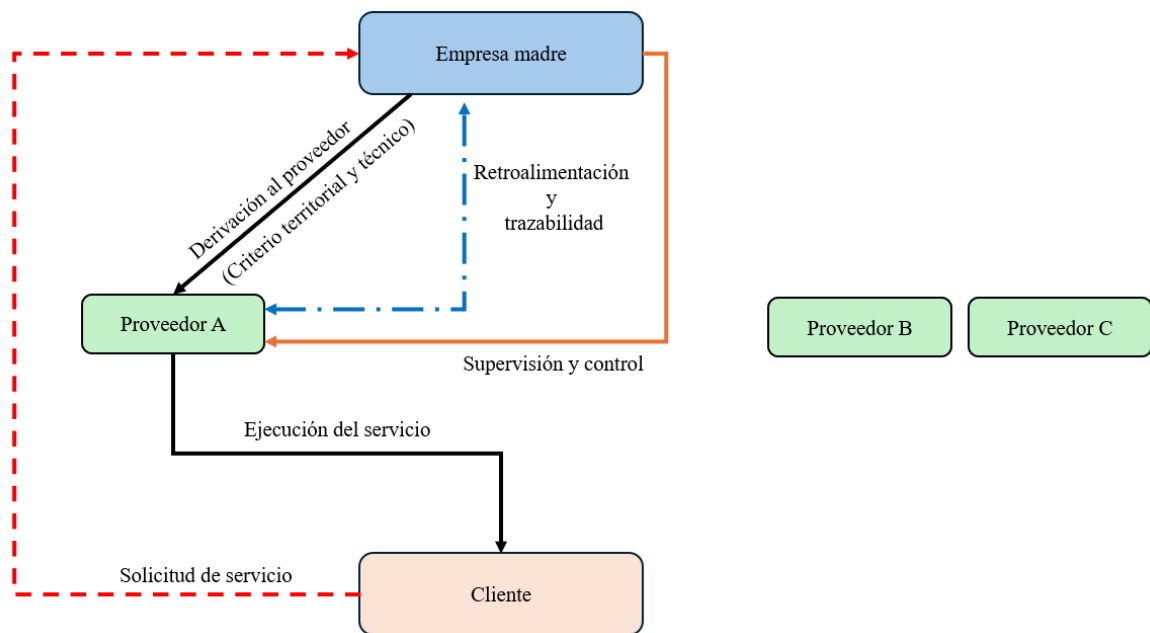 Empresa madre
Derivación al proveedor
(Criterio territorial y técnico)
Retroalimentación
y
trazabilidad
Proveedor A
Proveedor B
Proveedor C
Supervisión y control
Ejecución del servicio
Solicitud de servicio
Cliente